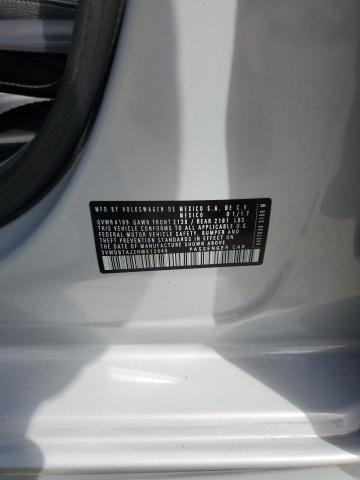 MFD. BY VOLKSWAGEN DE MEXICO S.A. DE C.V.
MEXICO 01/17
GVWR 4189 GAWR FRONT 2138 / REAR 2161 LBS
THIS VEHICLE CONFORMS TO ALL APPLICABLE U.S.
FEDERAL MOTOR VEHICLE SAFETY, BUMPER AND
THEFT PREVENTION STANDARDS IN EFFECT ON THE
DATE OF MANUFACTURE SHOWN ABOVE
PASSENGER CAR